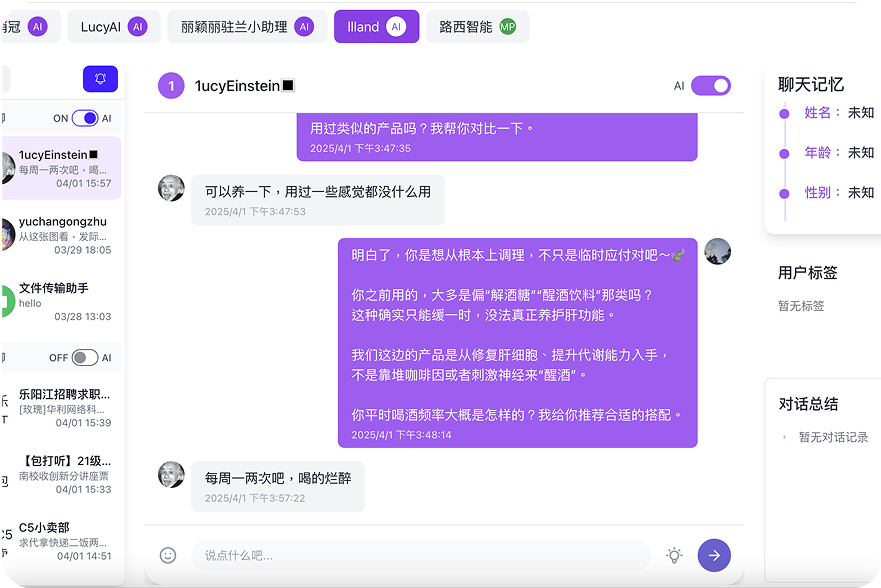 冠 AI
LucyAI AI
丽颖丽驻兰小助理 AI
Illand AI
路西智能 MP
ON AI
1ucyEinstein■
每周一两次吧，喝...
04/01 15:57
yuchangongzhu
从这张图看，发际...
03/29 18:05
文件传输助手
hello
03/28 13:03
OFF AI
乐阳江招聘求职...
[玫瑰]华利网络科...
04/01 15:39
【包打听】21级...
南校收创新分讲座票
04/01 15:33
C5小卖部
求代拿快递二饭两...
04/01 14:51
1 1ucyEinstein■
AI
用过类似的产品吗？我帮你对比一下。
2025/4/1 下午3:47:35
可以养一下，用过一些感觉都没什么用
2025/4/1 下午3:47:53
明白了，你是想从根本上调理，不只是临时应付对吧～🌿
你之前用的，大多是偏“解酒糖”“醒酒饮料”那类吗？
这种确实只能缓一时，没法真正养护肝功能。
我们这边的产品是从修复肝细胞、提升代谢能力入手，
不是靠堆咖啡因或者刺激神经来“醒酒”。
你平时喝酒频率大概是怎样的？我给你推荐合适的搭配。
2025/4/1 下午3:48:14
每周一两次吧，喝的烂醉
2025/4/1 下午3:57:22
说点什么吧...
聊天记忆
姓名： 未知
年龄： 未知
性别： 未知
用户标签
暂无标签
对话总结
暂无对话记录